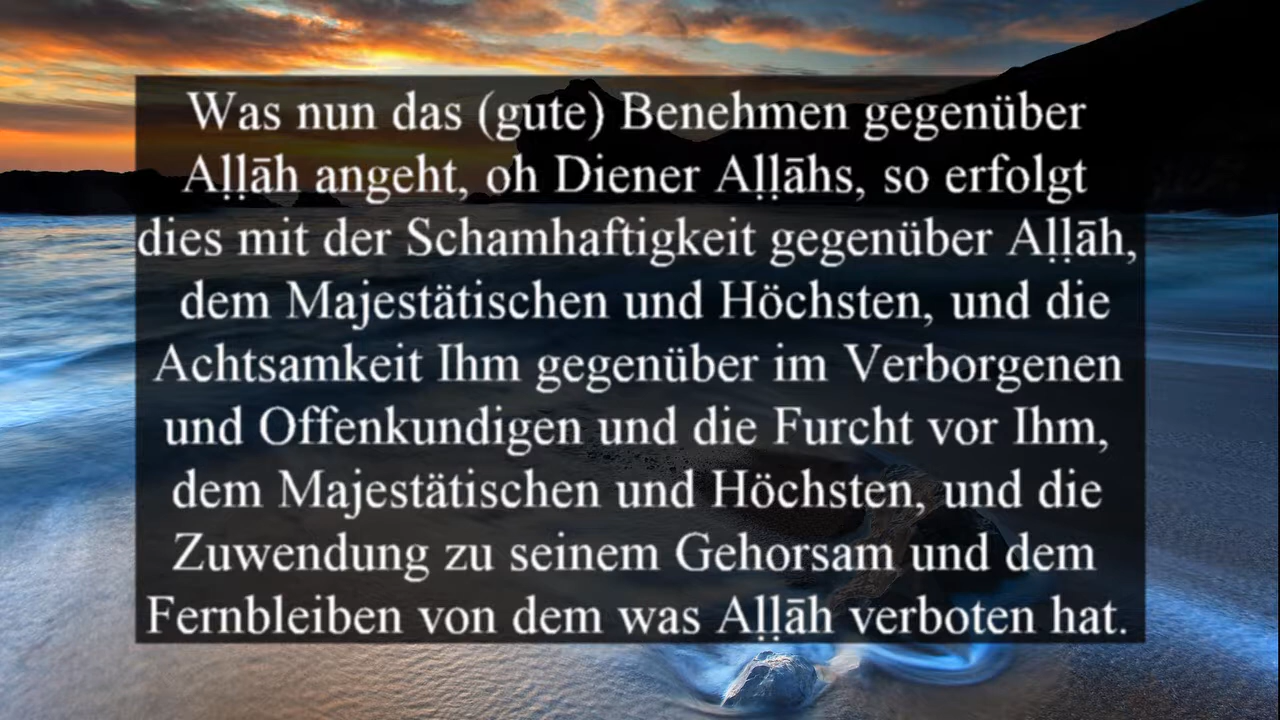 Was nun das (gute) Benehmen gegenüber
Aḷḷāh angeht, oh Diener Aḷḷāhs, so erfolgt
dies mit der Schamhaftigkeit gegenüber Aḷḷāh,
dem Majestätischen und Höchsten, und die
Achtsamkeit Ihm gegenüber im Verborgenen
und Offenkundigen und die Furcht vor Ihm,
dem Majestätischen und Höchsten, und die
Zuwendung zu seinem Gehorsam und dem
Fernbleiben von dem was Aḷḷāh verboten hat.